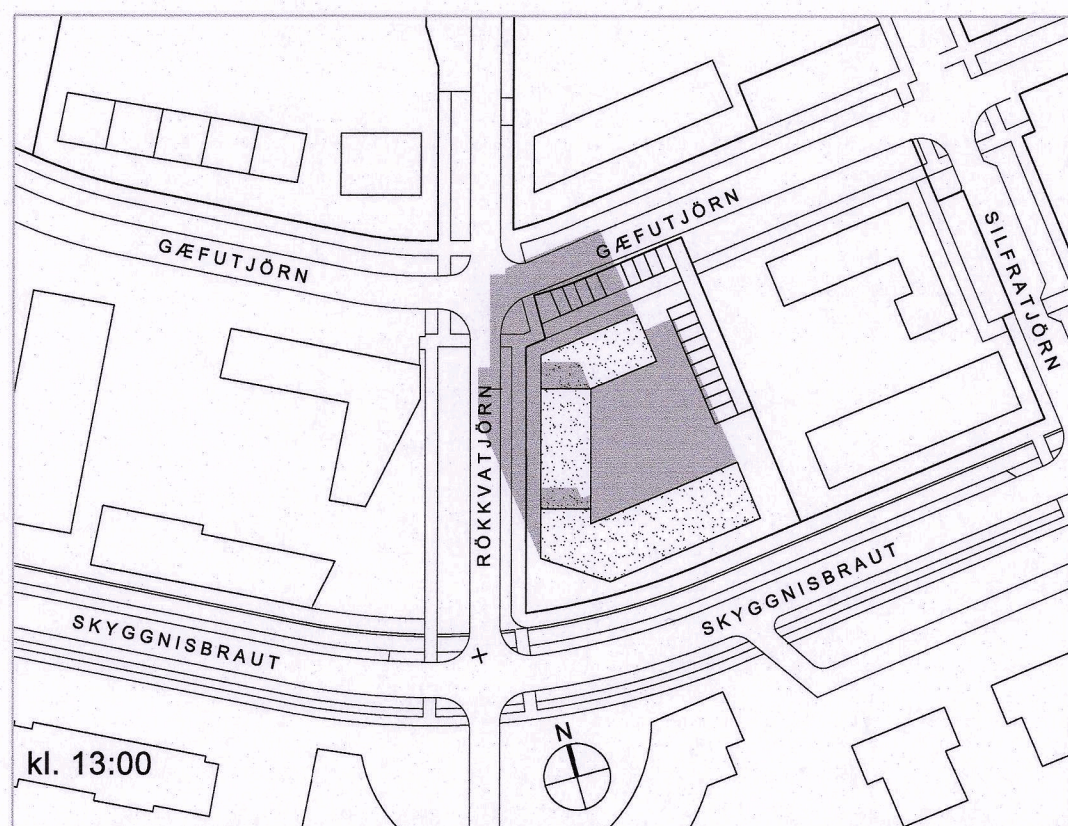 GÆFUTJÖRN
GÆFUTJÖRN
SILFRATJÖRN
RÖKKVATJÖRN
SKYGGNISBRAUT
SKYGGNISBRAUT
N
kl. 13:00